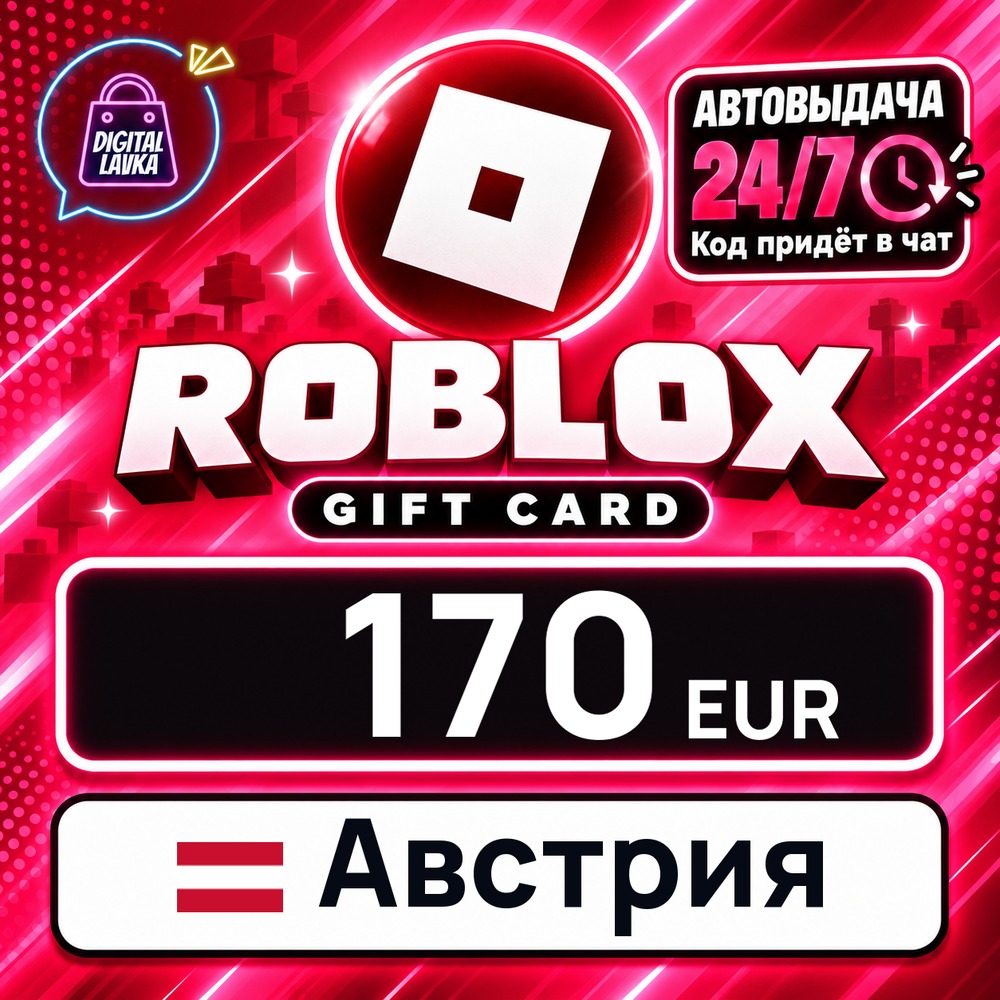 DIGITAL
LAVKA
АВТОВЫДАЧА
24/7
Код придёт в чат
ROBLOX
GIFT CARD
170 EUR
Австрия